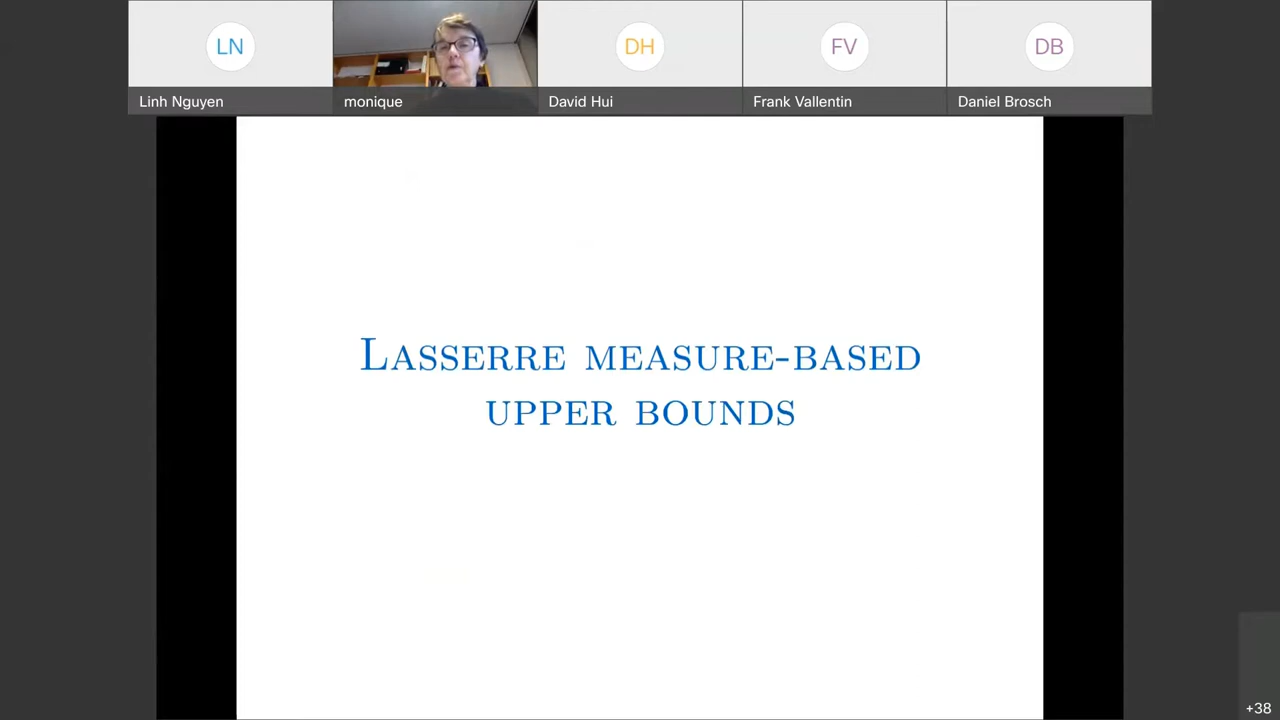 LN
Linh Nguyen
monique
DH
David Hui
FV
Frank Vallentin
DB
Daniel Brosch
Lasserre measure-based
upper bounds
+38